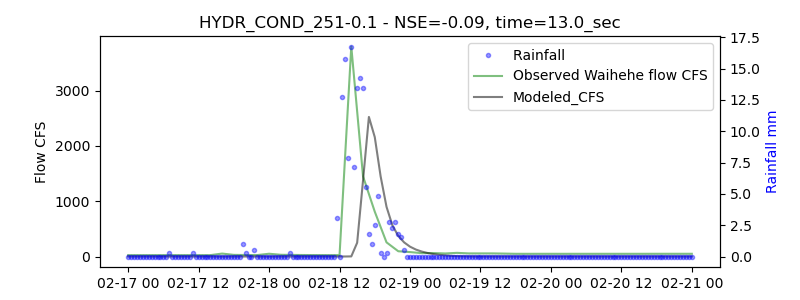 HYDR_COND_251-0.1 - NSE=-0.09, time=13.0_sec
Flow CFS
3000
2000
1000
0
17.5
15.0
12.5
10.0
7.5
5.0
2.5
0.0
Rainfall mm
Rainfall
Observed Waihehe flow CFS
Modeled_CFS
02-17 00 02-17 12 02-18 00 02-18 12 02-19 00 02-19 12 02-20 00 02-20 12 02-21 00